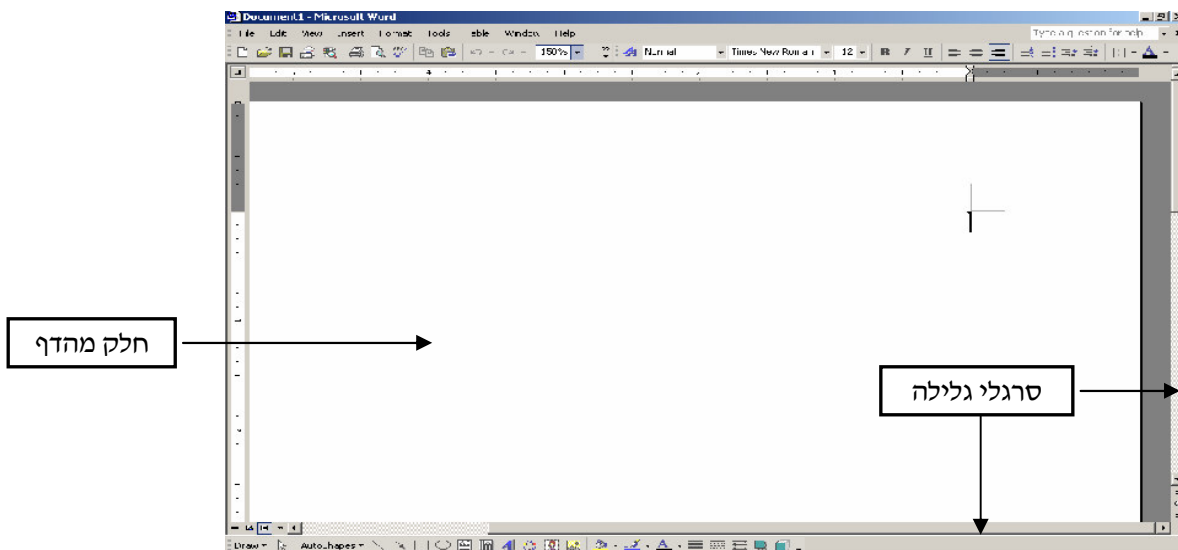 Document1 - Microsoft Word
File Edit View Insert Format Tools Table Window Help Type a question for help
150% Normal Times New Roman 12 B I U
חלק מהדף
סרגלי גלילה
Draw AutoShapes